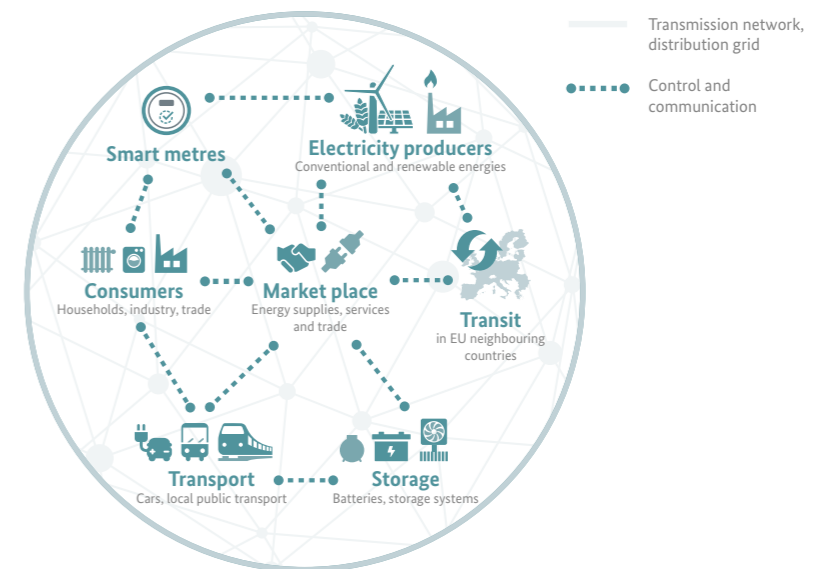 Transmission network,
distribution grid
Control and
communication
Smart metres
Electricity producers
Conventional and renewable energies
Consumers
Households, industry, trade
Market place
Energy supplies, services
and trade
Transit
in EU neighbouring
countries
Transport
Cars, local public transport
Storage
Batteries, storage systems